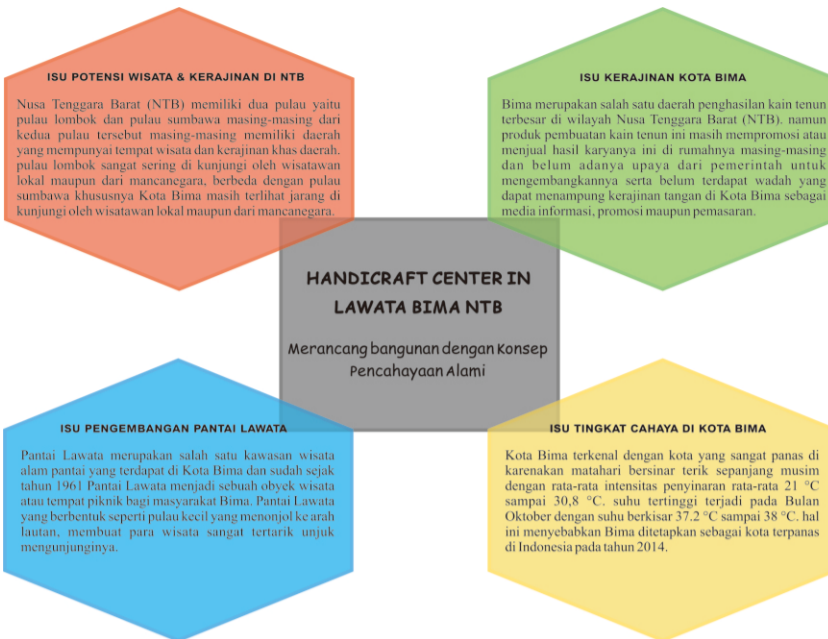 ISU POTENSI WISATA & KERAJINAN DI NTB
Nusa Tenggara Barat (NTB) memiliki dua pulau yaitu
pulau lombok dan pulau sumbawa masing-masing dari
kedua pulau tersebut masing-masing memiliki daerah
yang mempunyai tempat wisata dan kerajinan khas daerah.
pulau lombok sangat sering di kunjungi oleh wisatawan
lokal maupun dari mancanegara, berbeda dengan pulau
sumbawa khususnya Kota Bima masih terlihat jarang di
kunjungi oleh wisatawan lokal maupun dari mancanegara.
ISU KERAJINAN KOTA BIMA
Bima merupakan salah satu daerah penghasilan kain tenun
terbesar di wilayah Nusa Tenggara Barat (NTB). namun
produk pembuatan kain tenun ini masih mempromosi atau
menjual hasil karyanya ini di rumahnya masing-masing
dan belum adanya upaya dari pemerintah untuk
mengembangkannya serta belum terdapat wadah yang
dapat menampung kerajinan tangan di Kota Bima sebagai
media informasi, promosi maupun pemasaran.
HANDICRAFT CENTER IN
LAWATA BIMA NTB
Merancang bangunan dengan Konsep
Pencahayaan Alami
ISU PENGEMBANGAN PANTAI LAWATA
Pantai Lawata merupakan salah satu kawasan wisata
alam pantai yang terdapat di Kota Bima dan sudah sejak
tahun 1961 Pantai Lawata menjadi sebuah obyek wisata
atau tempat piknik bagi masyarakat Bima. Pantai Lawata
yang berbentuk seperti pulau kecil yang menonjol ke arah
lautan, membuat para wisata sangat tertarik unjuk
mengunjunginya.
ISU TINGKAT CAHAYA DI KOTA BIMA
Kota Bima terkenal dengan kota yang sangat panas di
karenakan matahari bersinar terik sepanjang musim
dengan rata-rata intensitas penyinaran rata-rata 21 °C
sampai 30,8 °C. suhu tertinggi terjadi pada Bulan
Oktober dengan suhu berkisar 37.2 °C sampai 38 °C. hal
ini menyebabkan Bima ditetapkan sebagai kota terpanas
di Indonesia pada tahun 2014.